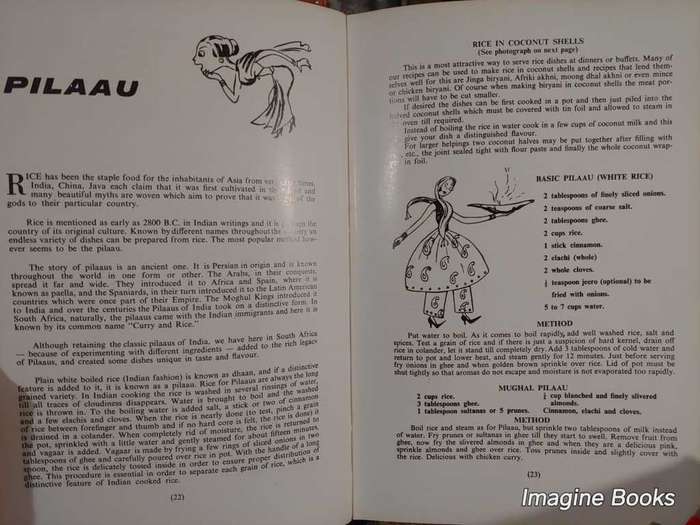 PILAAU
RICE has been the staple food for the inhabitants of Asia from
India, China, Java each claim that it was first cultivated in
many beautiful myths are woven which aim to prove that it was of the
gods to their particular country.
Rice is mentioned as early as 2800 B.C. in Indian writings and it is the
country of its original culture. Known by different names throughout the an
endless variety of dishes can be prepared from rice. The most popular how-
ever seems to be the pilaau.
The story of pilaaus is an ancient one. It is Persian in origin and is known
throughout the world in one form or other. The Arabs, in their conquests,
spread it far and wide. They introduced it to Africa and Spain, where it is
known as paella, and the Spaniards, in their turn introduced it to the Latin American
countries which were once part of their Empire. The Moghul Kings introduced it
to India and over the centuries the Pilaaus of India took on a distinctive form. In
South Africa, naturally, the pilaau came with the Indian immigrants and here it is
known by its common name "Curry and Rice."
Although retaining the classic pilaaus of India, we have here in South Africa
— because of experimenting with different ingredients — added to the rich legacy
of Pilaaus, and created some dishes unique in taste and flavour.
Plain white boiled rice (Indian fashion) is known as dhaan, and if a distinctive
feature is added to it, it is known as a pilaau. Rice for Pilaaus are always the long
grained variety. In Indian cooking the rice is washed in several rinsings of water,
till all traces of cloudiness disappears. Water is brought to boil and the washed
rice is thrown in. To the boiling water is added salt, a stick or two of cinnamon
and a few elachis and cloves. When the rice is nearly done (to test, pinch a grain
of rice between forefinger and thumb and if no hard core is felt, the rice is done) it
is drained in a colander. When completely rid of moisture, the rice is returned to
the pot, sprinkled with a little water and gently steamed for about fifteen minutes,
and vagaar is added. Vagaar is made by frying a few rings of sliced onions in two
tablespoons of ghee and carefully poured over rice in pot. With the handle of a long
spoon, the rice is delicately tossed inside in order to ensure proper distribution of
ghee. This procedure is essential in order to separate each grain of rice, which is a
distinctive feature of Indian cooked rice.
(22)
RICE IN COCONUT SHELLS
(See photograph on next page)
This is a most attractive way to serve rice dishes at dinners or buffets. Many of
our recipes can be used to make rice in coconut shells and recipes that lend them-
selves well for this are Jinga biryani, Afriki akhni, moong dhal akhni or even mince
or chicken biryani. Of course when making biryani in coconut shells the meat por-
tions will have to be cut smaller.
If desired the dishes can be first cooked in a pot and then just piled into the
halved coconut shells which must be covered with tin foil and allowed to steam in
oven till required.
Instead of boiling the rice in water cook in a few cups of coconut milk and this
give your dish a distinguished flavour.
For larger helpings two coconut halves may be put together after filling with
, etc., the joint sealed tight with flour paste and finally the whole coconut wrap-
in foil.
BASIC PILAAU (WHITE RICE)
2 tablespoons of finely sliced onions.
2 teaspoons of coarse salt.
2 tablespoons ghee.
2 cups rice.
1 stick cinnamon.
2 elachi (whole)
2 whole cloves.
1 teaspoon jeero (optional) to be
fried with onions.
5 to 7 cups water.
METHOD
Put water to boil. As it comes to boil rapidly, add well washed rice, salt and
spices. Test a grain of rice and if there is just a suspicion of hard kernel, drain off
rice in colander, let it stand till completely dry. Add 3 tablespoons of cold water and
return to pot and lower heat, and steam gently for 12 minutes. Just before serving
fry onions in ghee and when golden brown sprinkle over rice. Lid of pot must be
shut tightly so that aromas do not escape and moisture is not evaporated too rapidly.
MUGHAL PILAAU
2 cups rice. cup blanched and finely slivered
3 tablespoons ghee. almonds.
1 tablespoon sultanas or 5 prunes. Cinnamon, elachi and cloves.
METHOD
Boil rice and steam as for Pilaau, but sprinkle two tablespoons of milk instead
of water. Fry prunes or sultanas in ghee till they start to swell. Remove fruit from
ghee, now fry the slivered almonds in ghee and when they are a delicious pink,
sprinkle almonds and ghee over rice. Toss prunes inside and slightly cover with
the rice. Delicious with chicken curry.
(23)
Imagine Books